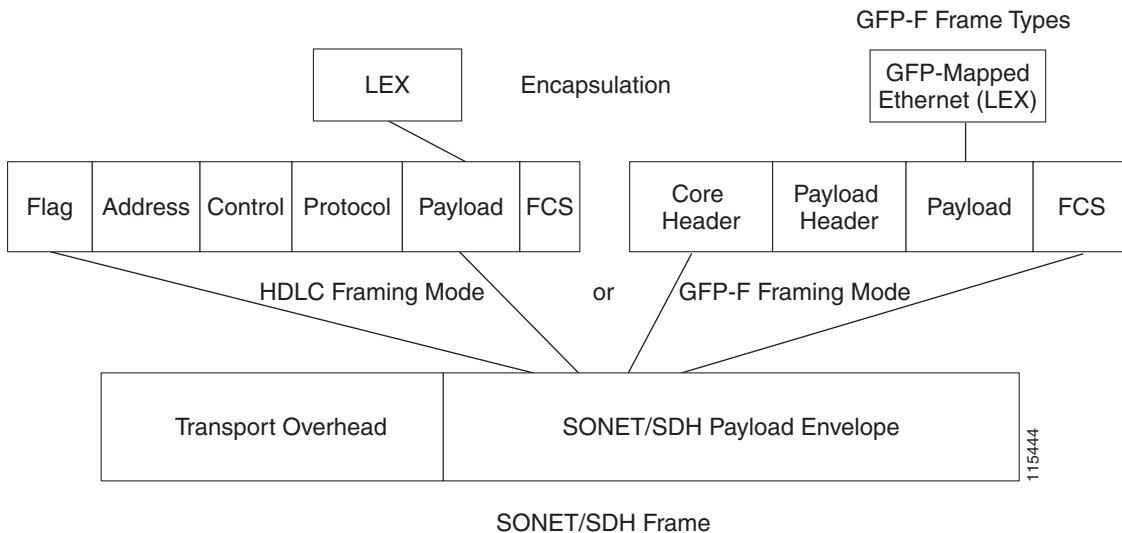 GFP-F Frame Types
LEX
Encapsulation
GFP-Mapped
Ethernet (LEX)
Flag
Address
Control
Protocol
Payload
FCS
Core
Header
Payload
Header
Payload
FCS
HDLC Framing Mode
or
GFP-F Framing Mode
Transport Overhead
SONET/SDH Payload Envelope
115444
SONET/SDH Frame